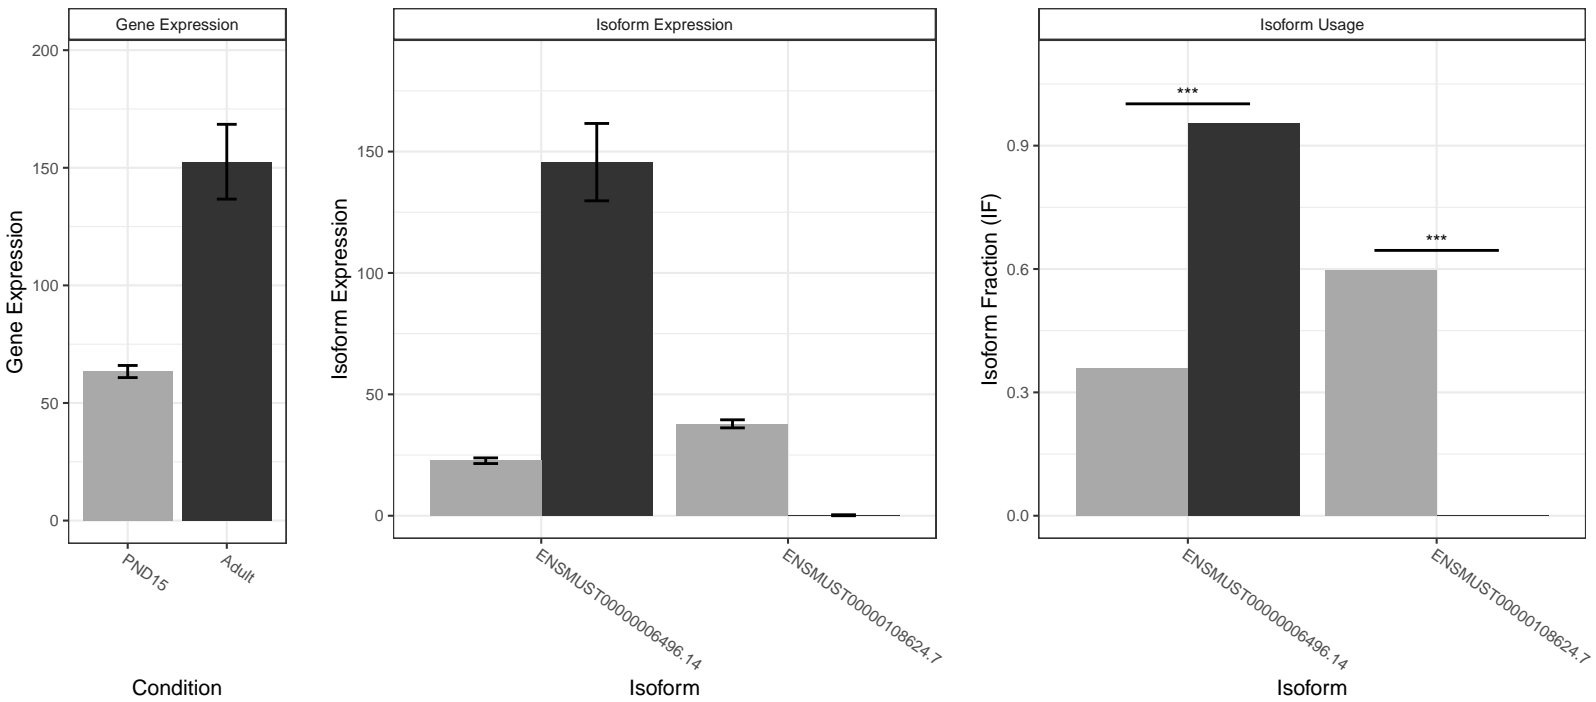 Gene Expression
Gene Expression
200
150
100
50
0
PND15
Adult
Condition
Isoform Expression
Isoform Expression
150
100
50
0
ENSMUST00000006496.14
ENSMUST00000108624.7
Isoform
Isoform Usage
Isoform Fraction (IF)
0.9
0.6
0.3
0.0
***
***
ENSMUST00000006496.14
ENSMUST00000108624.7
Isoform